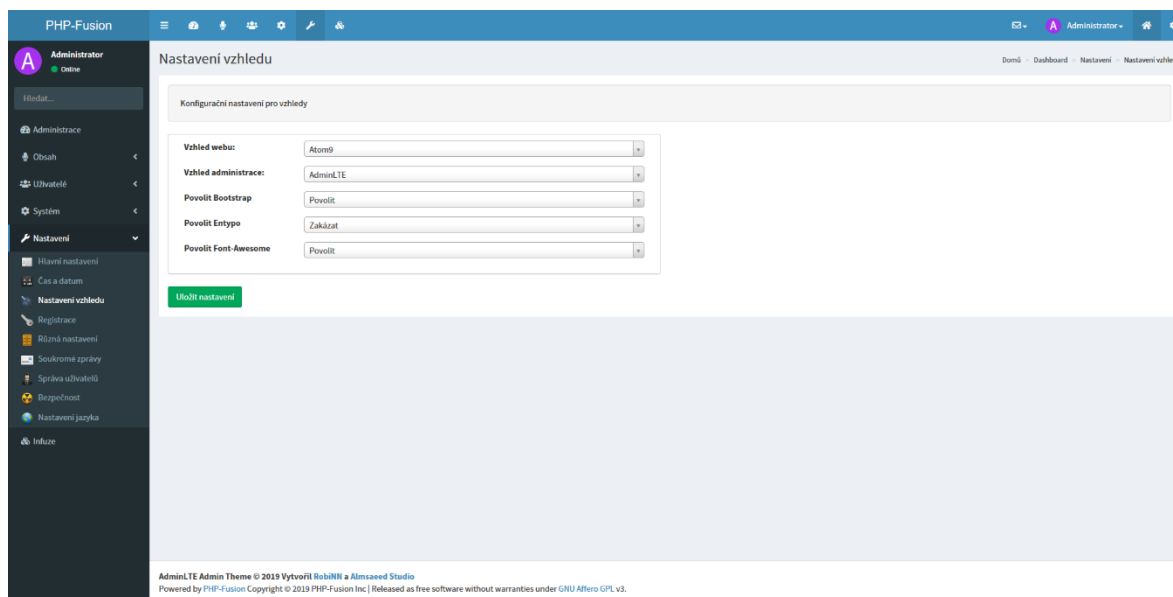 PHP-Fusion
A Administrator
A
Administrator
Online
Nastavení vzhledu
Domů > Dashboard > Nastavení > Nastavení vzhle
Hledat...
Konfigurační nastavení pro vzhledy
Administrace
Obsah
Uživatelé
Systém
Nastavení
Hlavní nastavení
Čas a datum
Nastavení vzhledu
Registrace
Různá nastavení
Soukromé zprávy
Správa uživatelů
Bezpečnost
Nastavení jazyka
Infuze
Vzhled webu: Atom9
Vzhled administrace: AdminLTE
Povolit Bootstrap Povolit
Povolit Entypo Zakázat
Povolit Font-Awesome Povolit
Uložit nastavení
AdminLTE Admin Theme © 2019 Vytvořil RobiNN a Almsaeed Studio
Powered by PHP-Fusion Copyright © 2019 PHP-Fusion Inc | Released as free software without warranties under GNU Affero GPL v3.